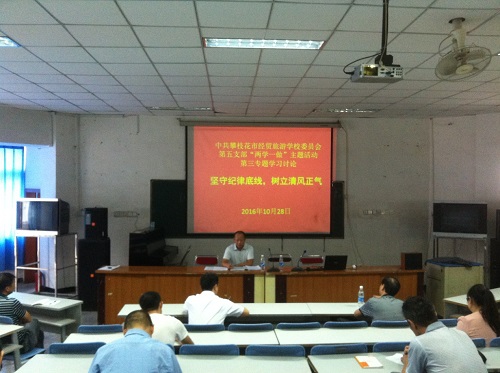 中共攀枝花市经贸旅游学校委员会
第五支部“两学一做”主题活动
第三专题学习讨论
坚守纪律底线，树立清风正气
2016年10月28日